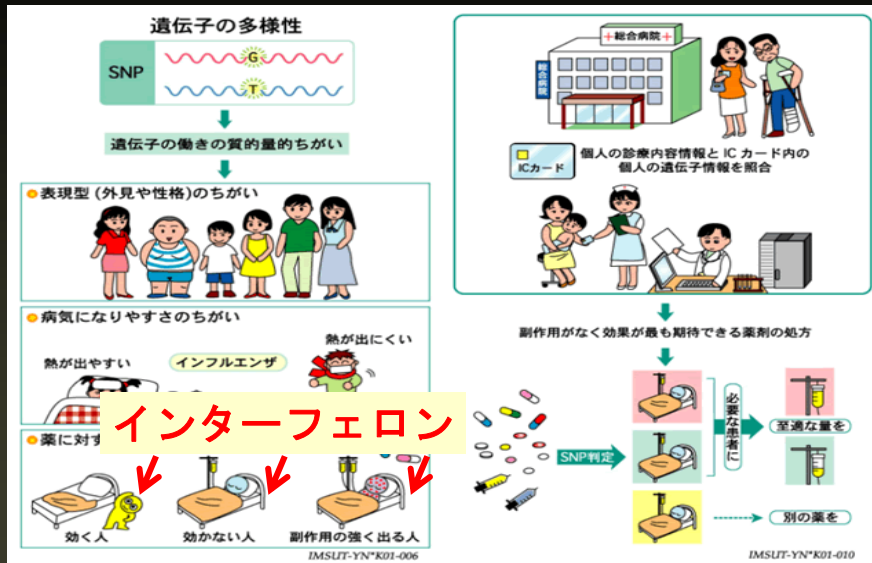 遺伝子の多様性
SNP
G
T
遺伝子の働きの質的量的ちがい
表現型 (外見や性格)のちがい
病気になりやすさのちがい
熱が出やすい
インフルエンザ
熱が出にくい
インターフェロン
薬に対す
効く人
効かない人
副作用の強く出る人
IMSUT-YN*K01-006
+総合病院+
総合病院
ICカード
個人の診療内容情報と IC カード内の
個人の遺伝子情報を照合
副作用がなく効果が最も期待できる薬剤の処方
SNP判定
必要な患者に
至適な量を
別の薬を
IMSUT-YN*K01-010